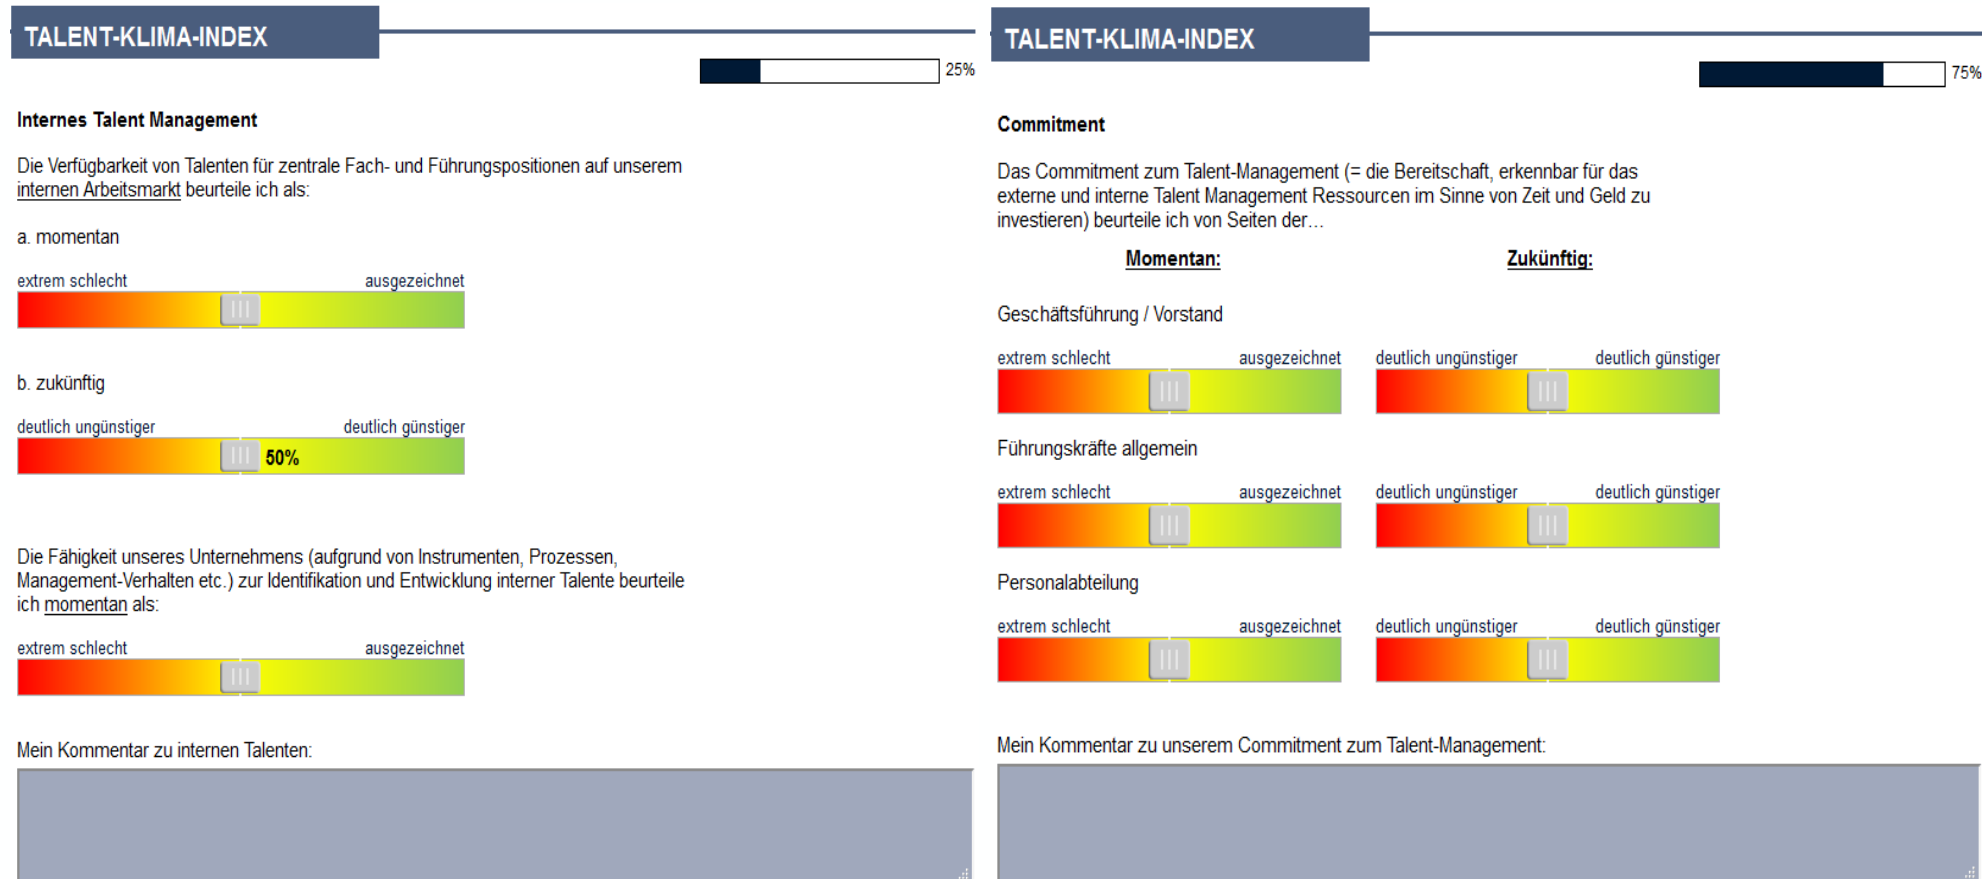 TALENT-KLIMA-INDEX
25%
Internes Talent Management
Die Verfügbarkeit von Talenten für zentrale Fach- und Führungspositionen auf unserem
internen Arbeitsmarkt beurteile ich als:
a. momentan
extrem schlecht ausgezeichnet
b. zukünftig
deutlich ungünstiger deutlich günstiger
50%
Die Fähigkeit unseres Unternehmens (aufgrund von Instrumenten, Prozessen,
Management-Verhalten etc.) zur Identifikation und Entwicklung interner Talente beurteile
ich momentan als:
extrem schlecht ausgezeichnet
Mein Kommentar zu internen Talenten:
TALENT-KLIMA-INDEX
75%
Commitment
Das Commitment zum Talent-Management (= die Bereitschaft, erkennbar für das
externe und interne Talent Management Ressourcen im Sinne von Zeit und Geld zu
investieren) beurteile ich von Seiten der...
Momentan: Zukünftig:
Geschäftsführung / Vorstand
extrem schlecht ausgezeichnet deutlich ungünstiger deutlich günstiger
Führungskräfte allgemein
extrem schlecht ausgezeichnet deutlich ungünstiger deutlich günstiger
Personalabteilung
extrem schlecht ausgezeichnet deutlich ungünstiger deutlich günstiger
Mein Kommentar zu unserem Commitment zum Talent-Management: